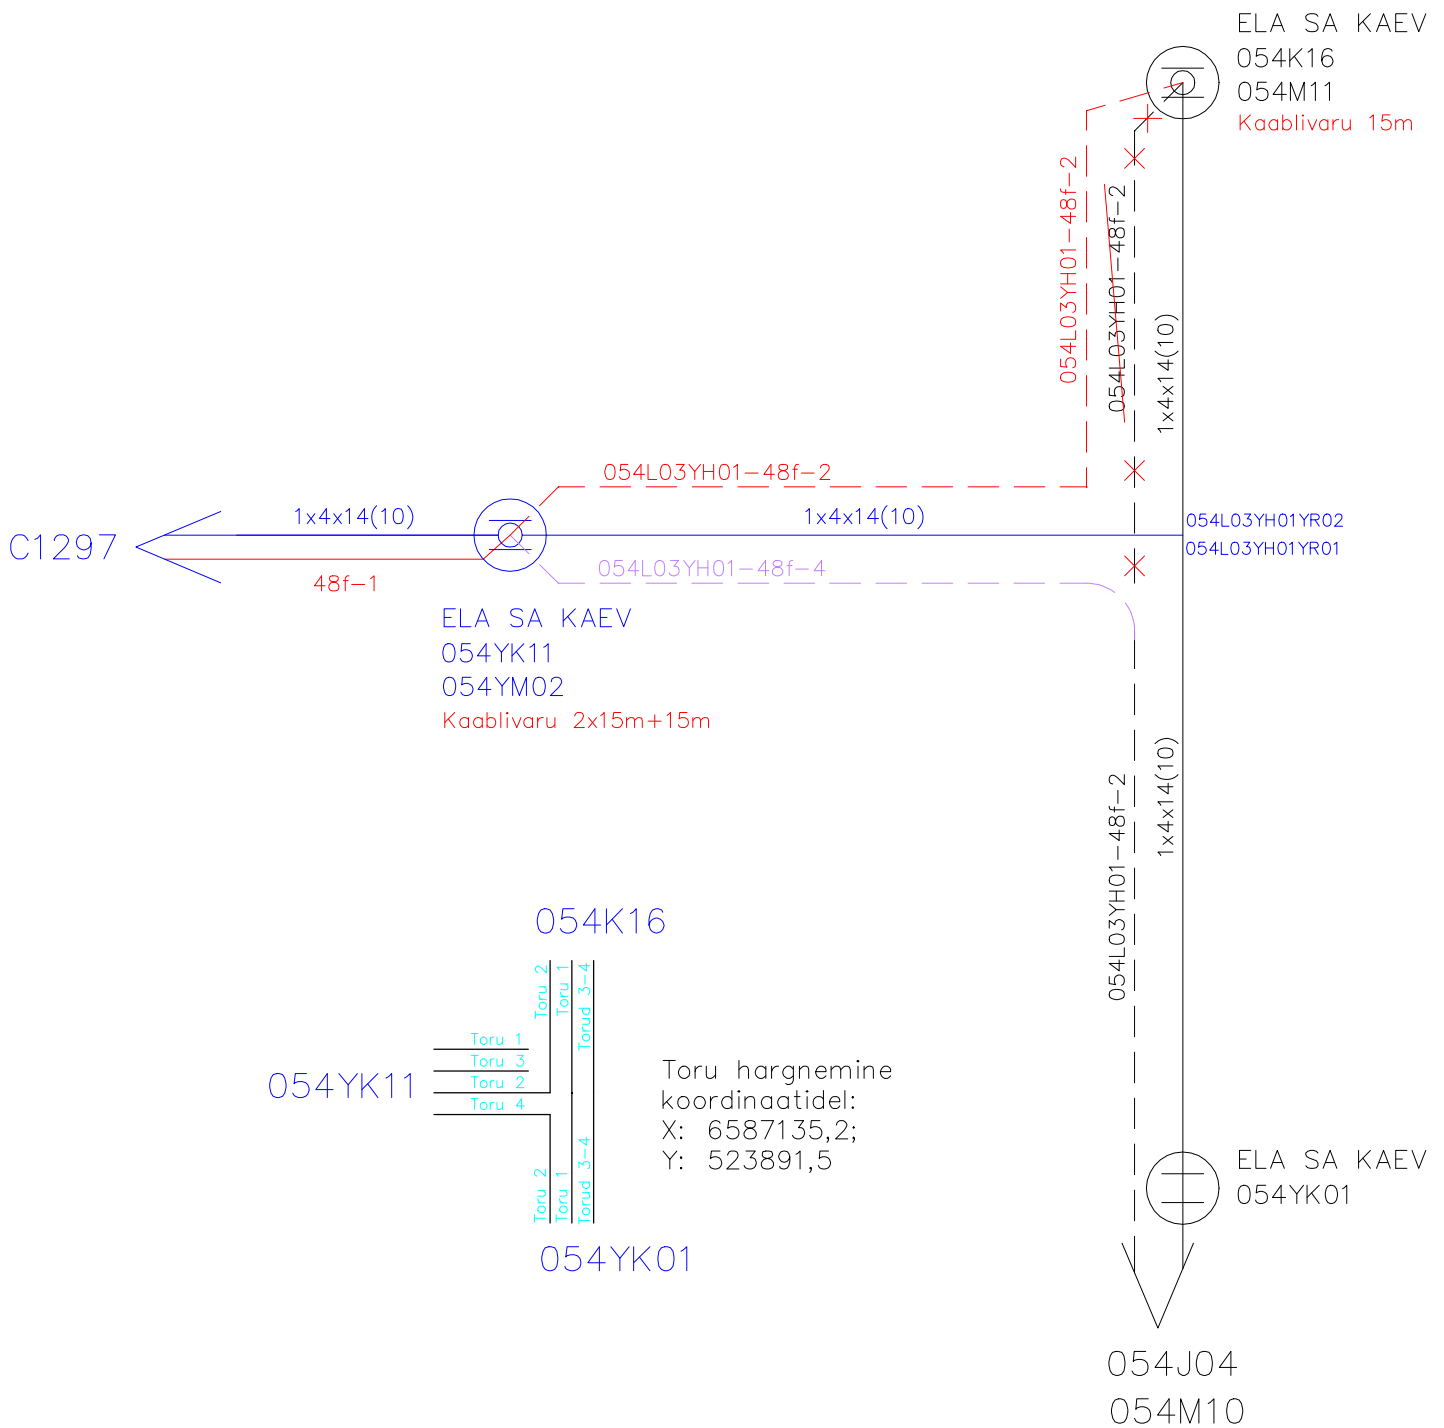 ELA SA KAEV
054K16
054M11
Kaablivaru 15m
054L03YH01-48f-2
054L03YH01-48f-2
1x4x14(10)
054L03YH01-48f-2
1x4x14(10)
1x4x14(10)
054L03YH01YR02
C1297
054L03YH01YR01
48f-1
054L03YH01-48f-4
ELA SA KAEV
054YK11
054YM02
Kaablivaru 2x15m+15m
054L03YH01-48f-2
1x4x14(10)
054K16
Toru 2
Toru 1
Torud 3-4
Toru 1
Toru 3
Toru 2
Toru 4
054YK11
Toru hargnemine
koordinaatidel:
X: 6587135,2;
Y: 523891,5
Toru 2
Toru 1
Torud 3-4
054YK01
ELA SA KAEV
054YK01
054J04
054M10